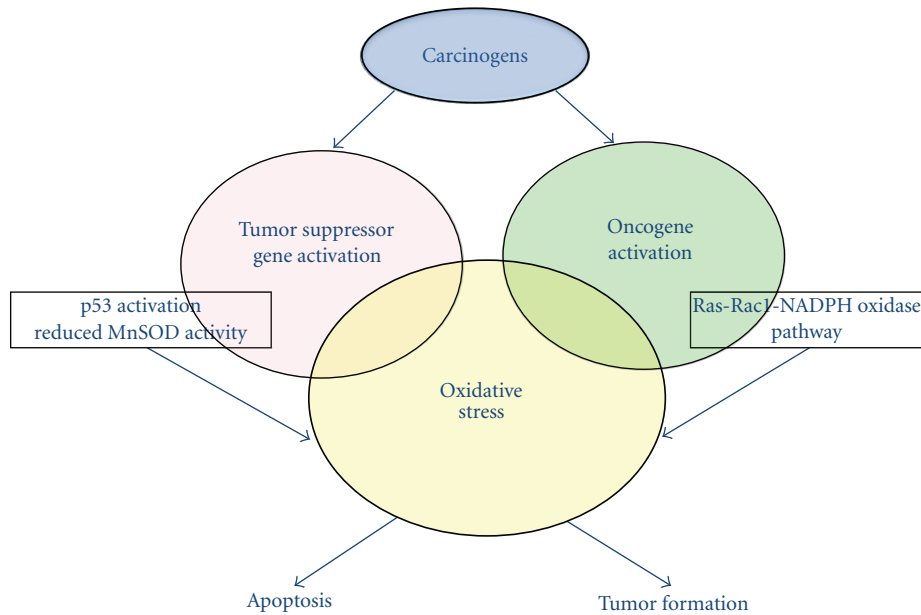 Carcinogens
Tumor suppressor
gene activation
Oncogene
activation
p53 activation
reduced MnSOD activity
Ras-Rac1-NADPH oxidase
pathway
Oxidative
stress
Apoptosis
Tumor formation